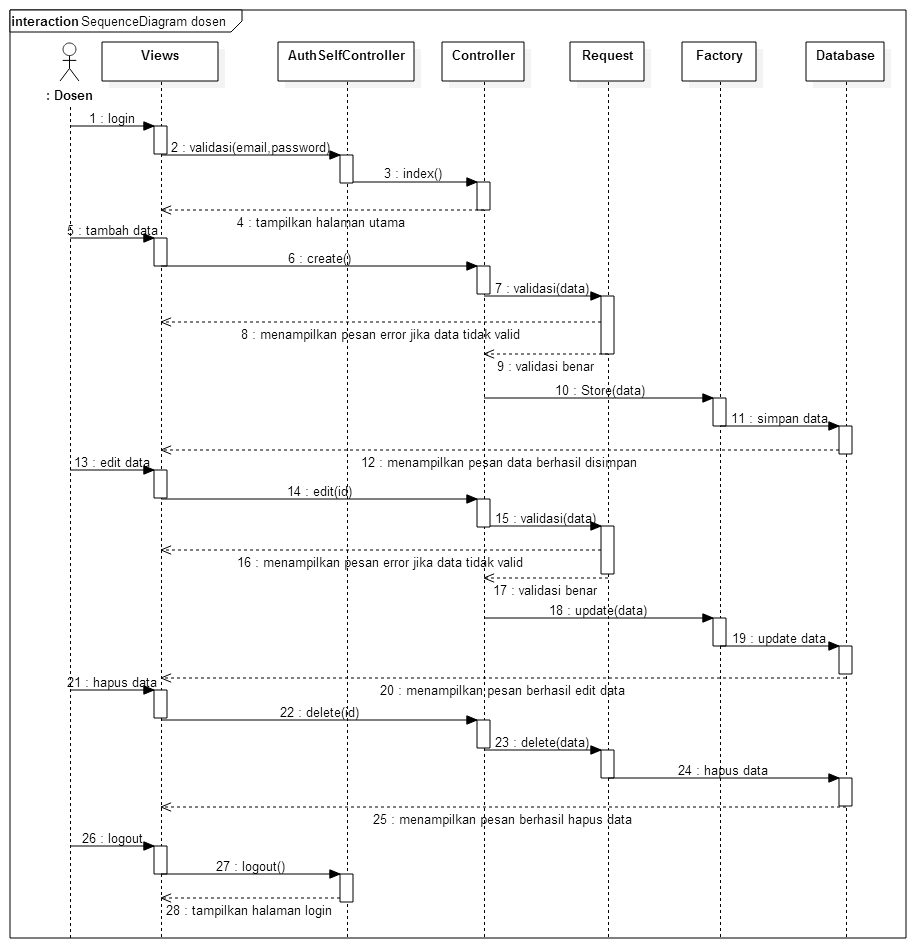 interaction SequenceDiagram dosen
Views
AuthSelfController
Controller
Request
Factory
Database
: Dosen
1 : login
2 : validasi(email,password)
3 : index()
4 : tampilkan halaman utama
5 : tambah data
6 : create()
7 : validasi(data)
8 : menampilkan pesan error jika data tidak valid
9 : validasi benar
10 : Store(data)
11 : simpan data
12 : menampilkan pesan data berhasil disimpan
13 : edit data
14 : edit(id)
15 : validasi(data)
16 : menampilkan pesan error jika data tidak valid
17 : validasi benar
18 : update(data)
19 : update data
20 : menampilkan pesan berhasil edit data
21 : hapus data
22 : delete(id)
23 : delete(data)
24 : hapus data
25 : menampilkan pesan berhasil hapus data
26 : logout
27 : logout()
28 : tampilkan halaman login